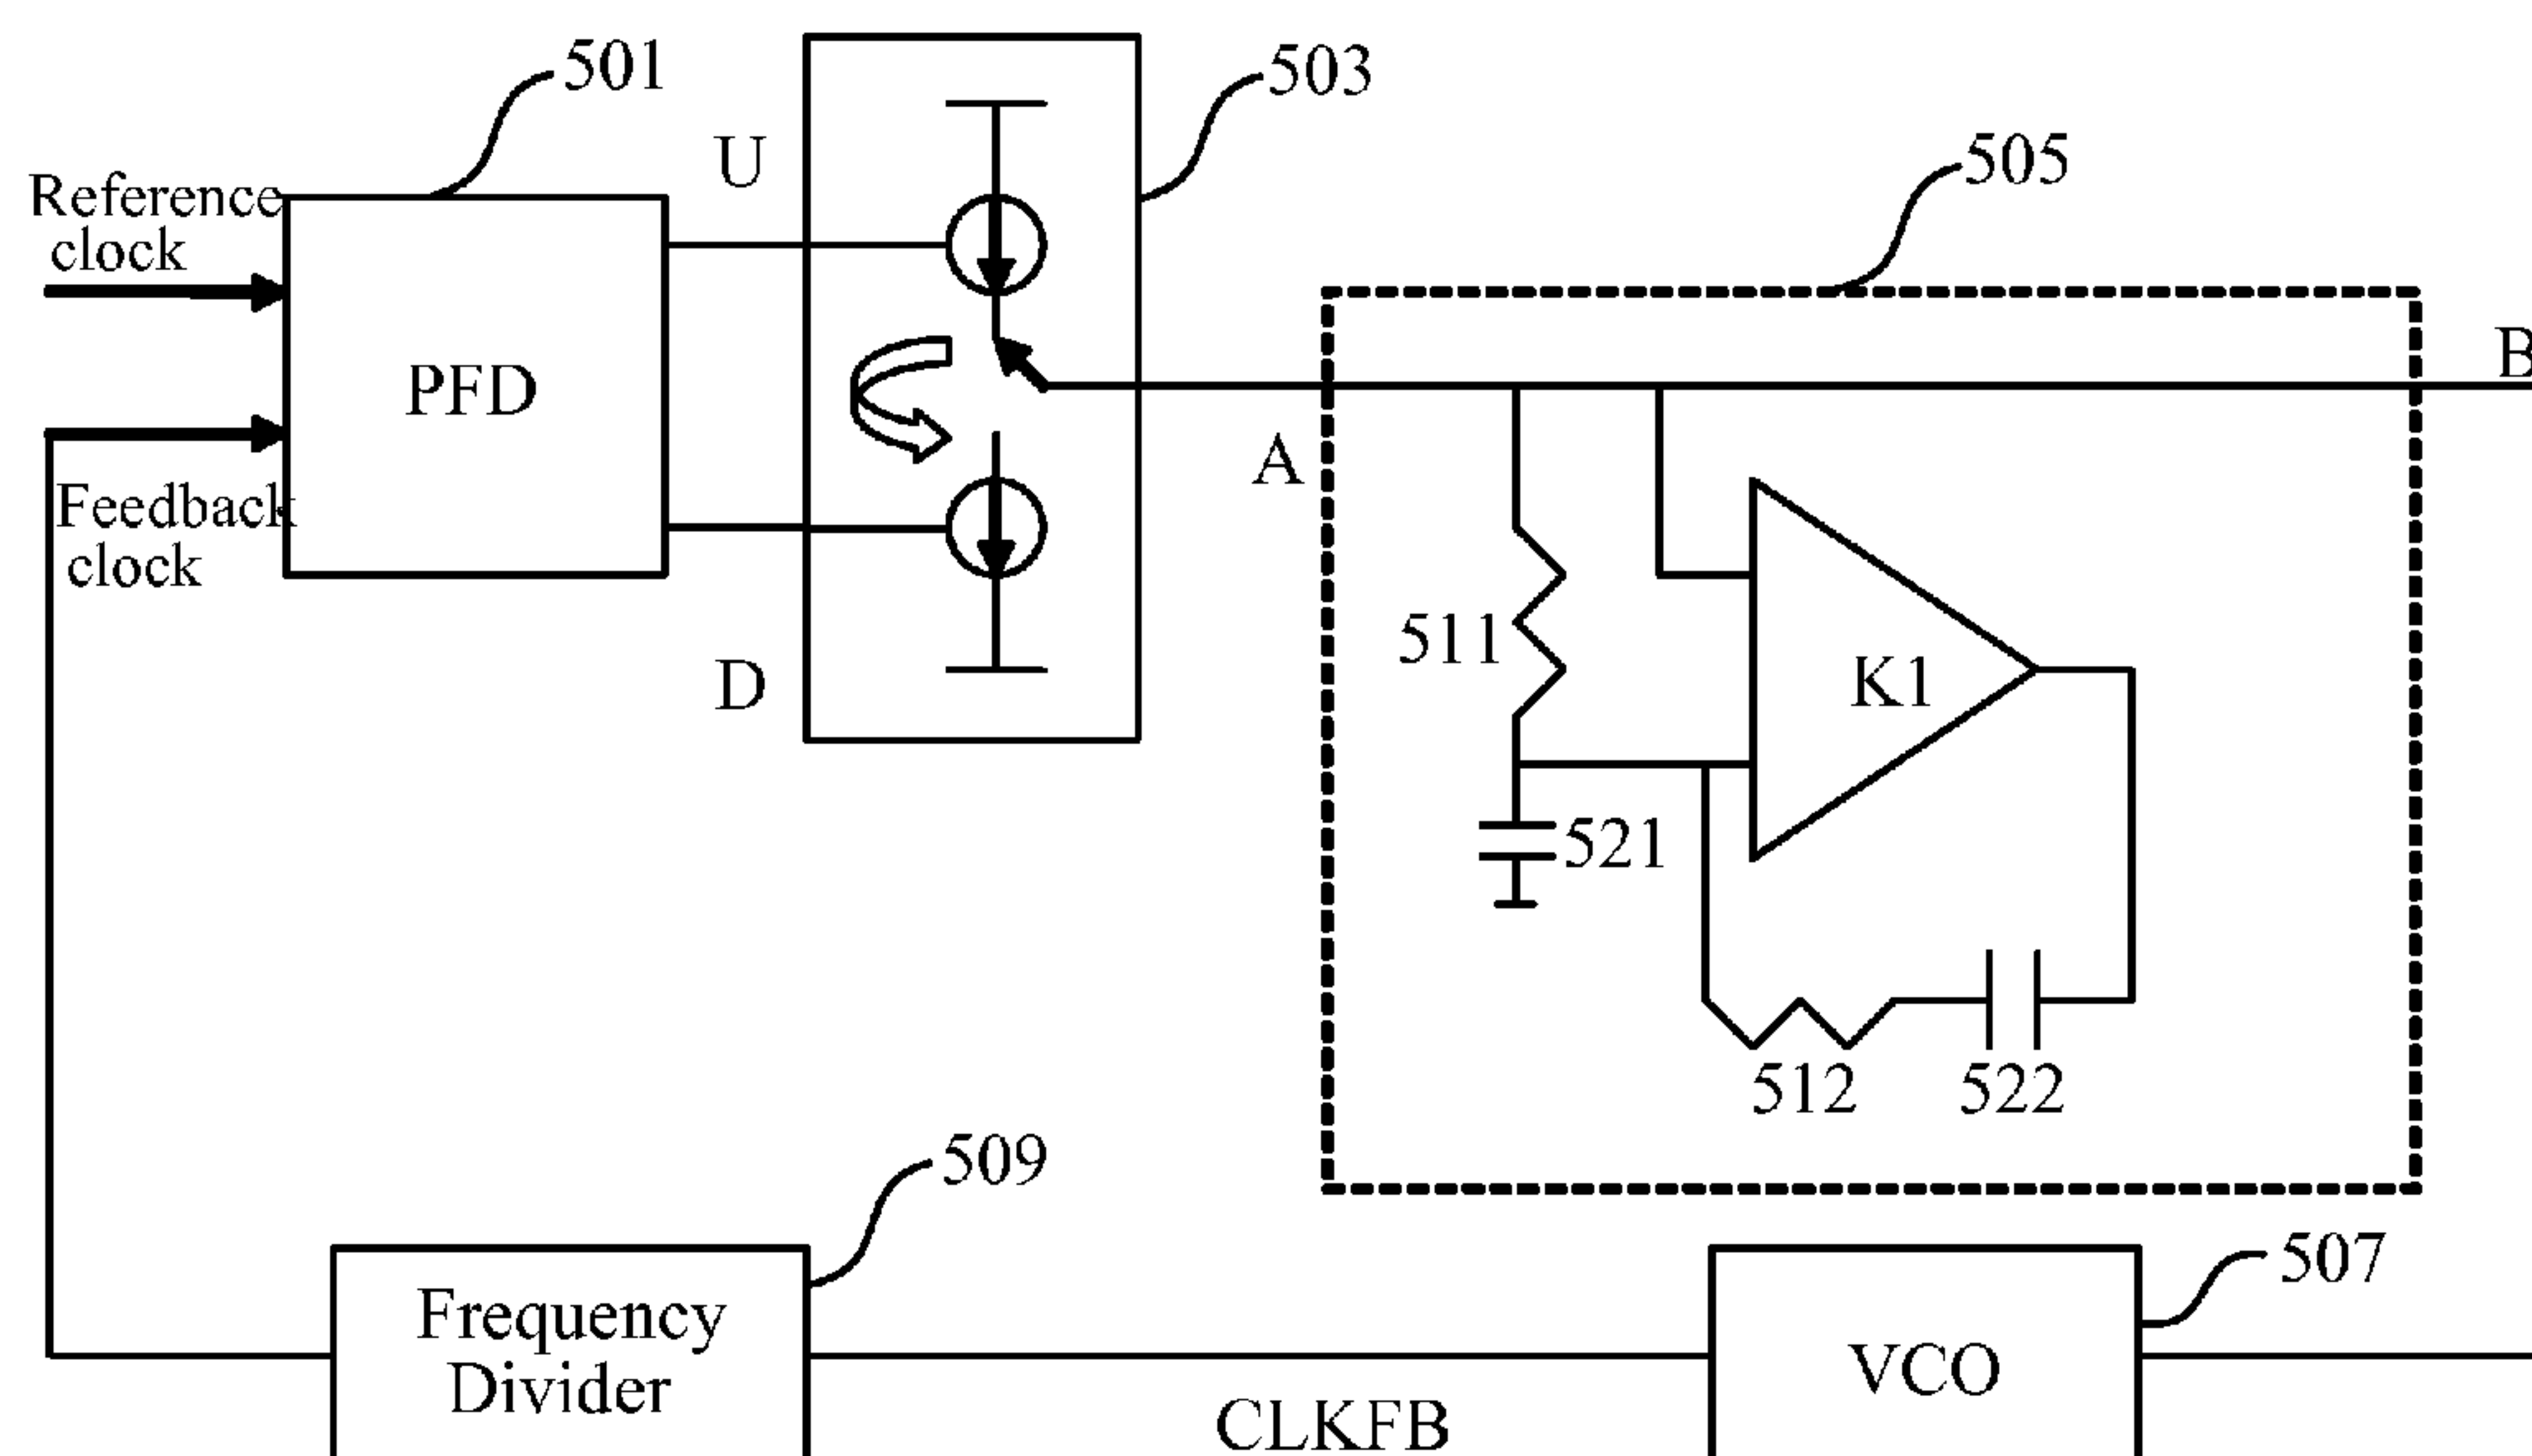 501
503
U
505
Reference
clock
B
PFD
A
Feedback
clock
511
K1
D
521
512
522
509
507
Frequency
Divider
VCO
CLKFB